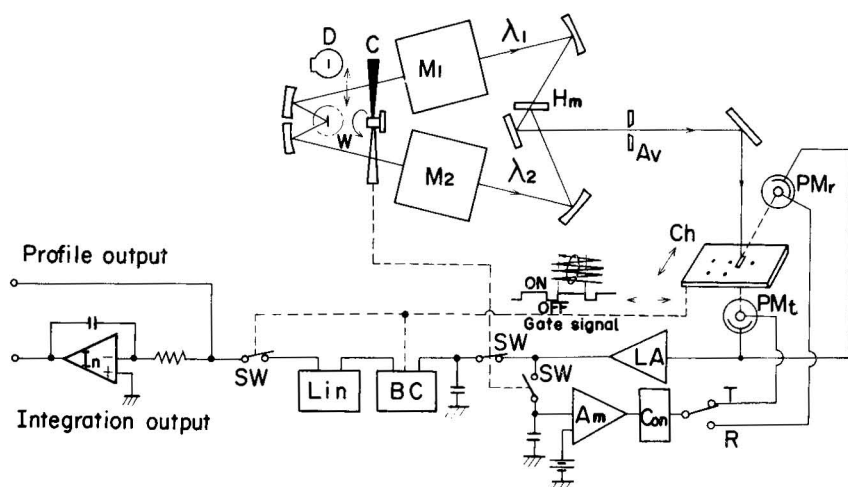 D
C
M1
λ1
Hm
W
M2
λ2
Av
PMr
Ch
ON
OFF
Gate signal
PMt
Profile output
In
-
+
SW
Lin
BC
SW
SW
LA
Am
Con
T
R
Integration output